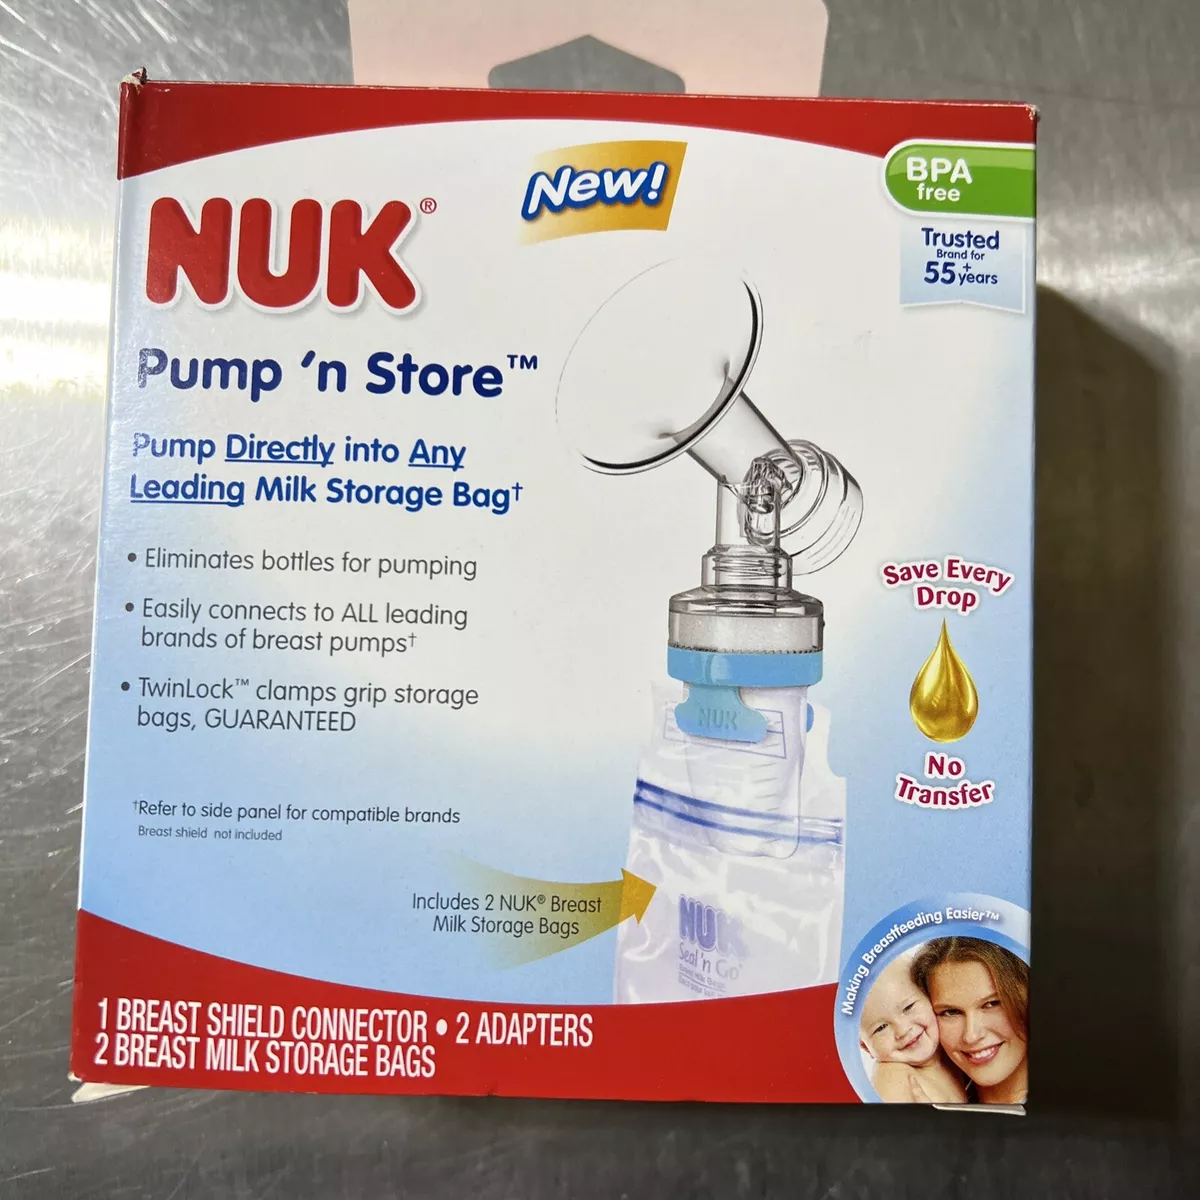 NUK®
New!
BPA
free
Trusted
Brand for
55+ years
Pump 'n Store™
Pump Directly into Any
Leading Milk Storage Bag†
• Eliminates bottles for pumping
• Easily connects to ALL leading
brands of breast pumps†
• TwinLock™ clamps grip storage
bags, GUARANTEED
†Refer to side panel for compatible brands
Breast shield not included
Save Every
Drop
No
Transfer
NUK
Includes 2 NUK® Breast
Milk Storage Bags
NUK
Seal 'n Go
Making Breastfeeding Easier™
1 BREAST SHIELD CONNECTOR • 2 ADAPTERS
2 BREAST MILK STORAGE BAGS